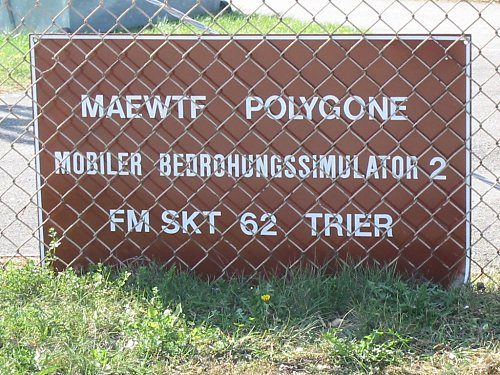 MAEWTF POLYGONE
MOBILER BEDROHUNGSSIMULATOR 2
FM SKT 62 TRIER